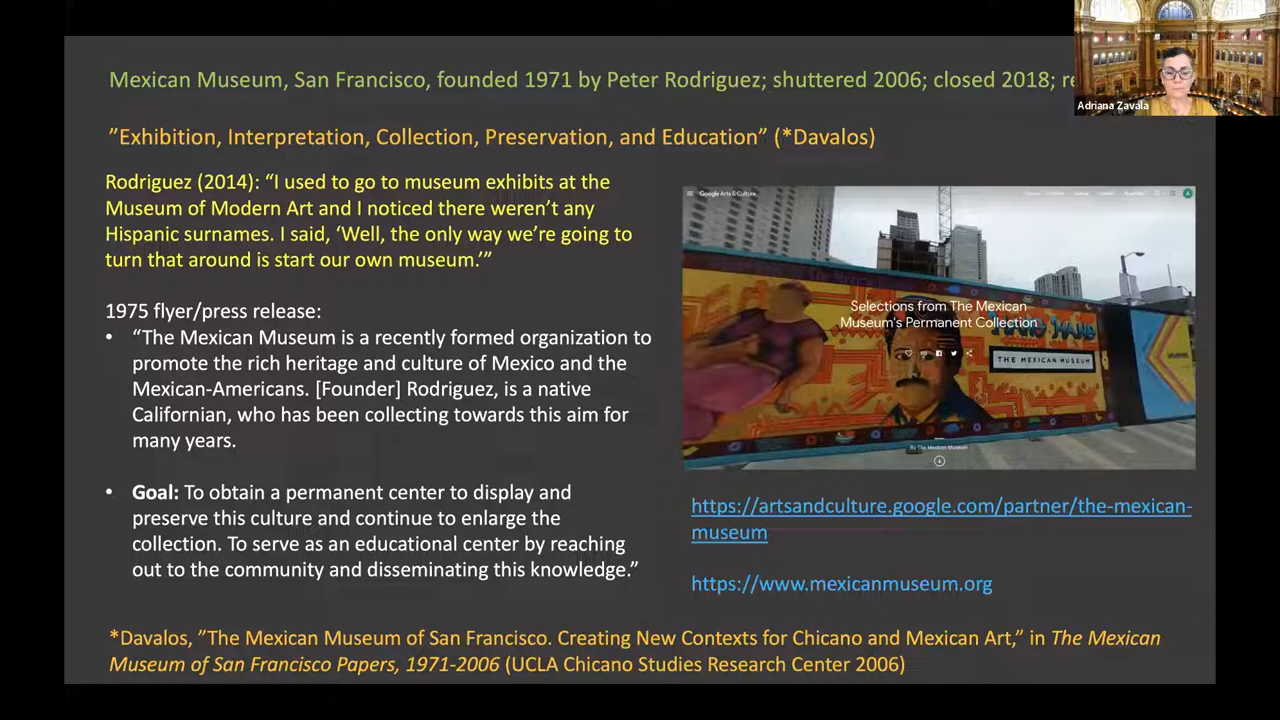 Mexican Museum, San Francisco, founded 1971 by Peter Rodriguez; shuttered 2006; closed 2018;
Adriana Zavala
”Exhibition, Interpretation, Collection, Preservation, and Education” (*Davalos)
Rodriguez (2014): “I used to go to museum exhibits at the
Museum of Modern Art and I noticed there weren’t any
Hispanic surnames. I said, ‘Well, the only way we’re going to
turn that around is start our own museum.’”
1975 flyer/press release:
• “The Mexican Museum is a recently formed organization to
promote the rich heritage and culture of Mexico and the
Mexican-Americans. [Founder] Rodriguez, is a native
Californian, who has been collecting towards this aim for
many years.
• Goal: To obtain a permanent center to display and
preserve this culture and continue to enlarge the
collection. To serve as an educational center by reaching
out to the community and disseminating this knowledge.”
Google Arts & Culture
Selections from The Mexican
Museum's Permanent Collection
THE MEXICAN MUSEUM
By The Mexican Museum
https://artsandculture.google.com/partner/the-mexican-
museum
https://www.mexicanmuseum.org
*Davalos, ”The Mexican Museum of San Francisco. Creating New Contexts for Chicano and Mexican Art,” in The Mexican
Museum of San Francisco Papers, 1971-2006 (UCLA Chicano Studies Research Center 2006)